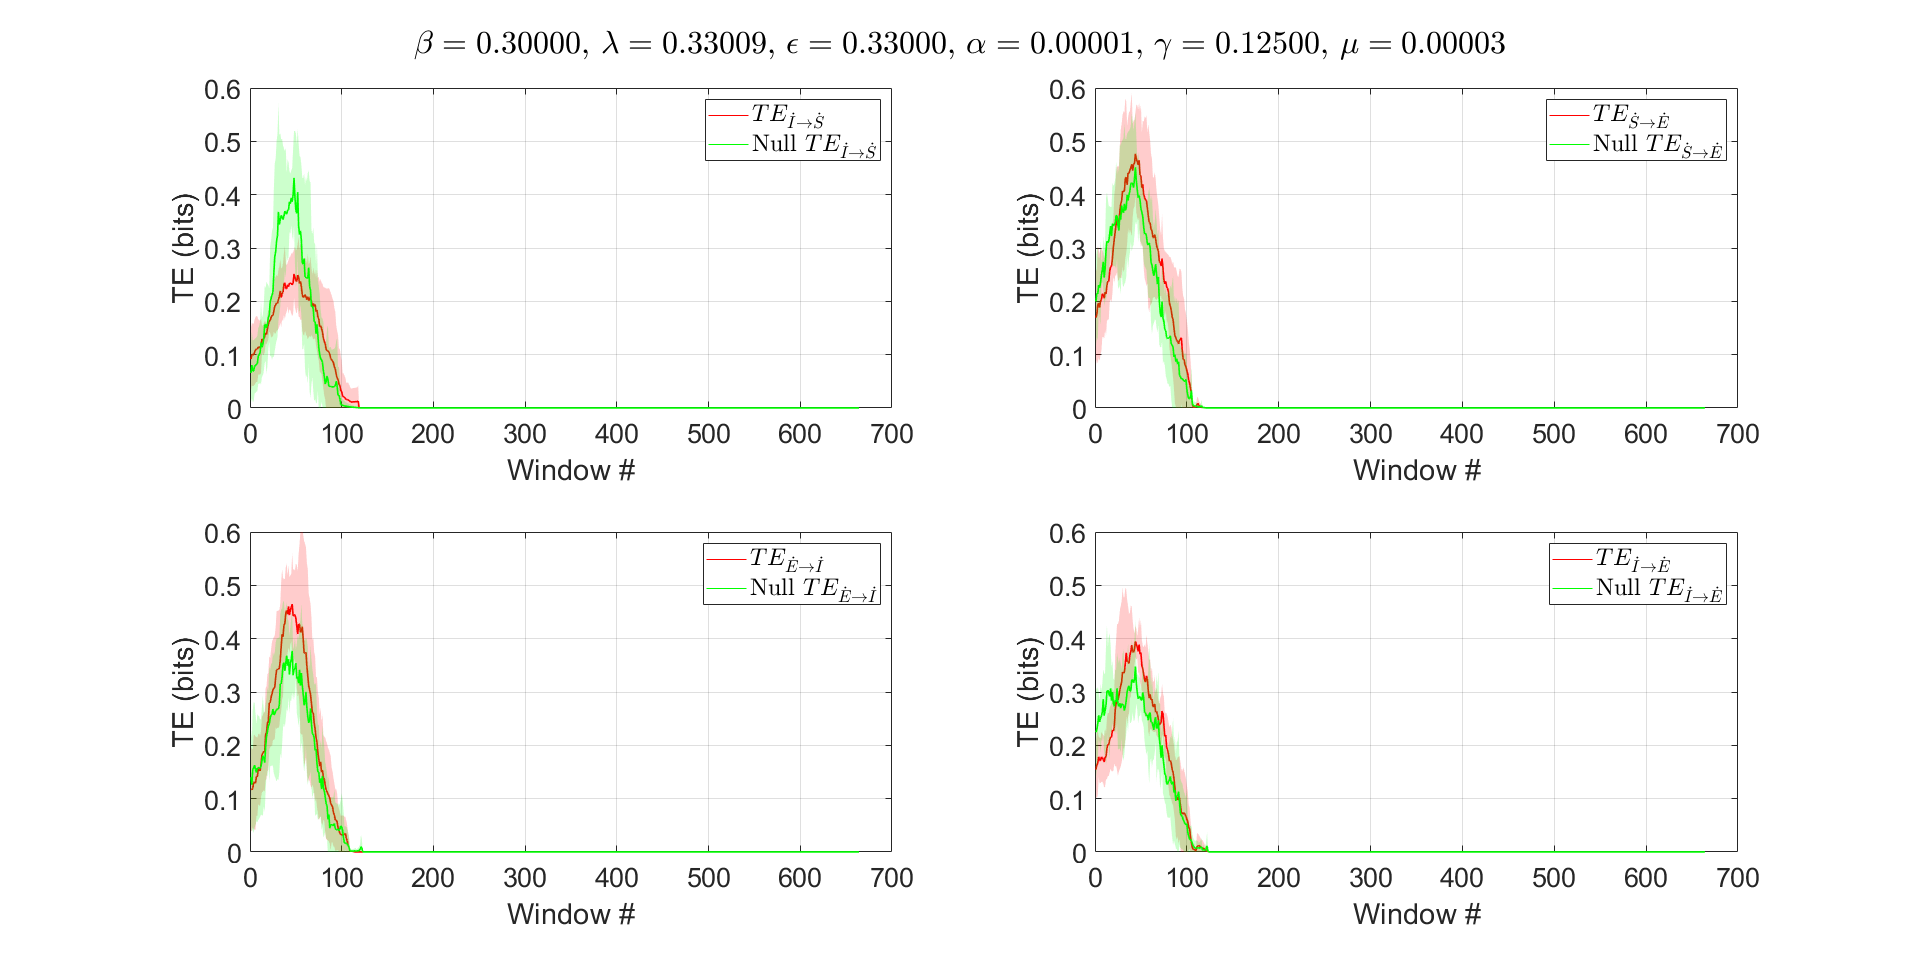 β = 0.30000, λ = 0.33009, ϵ = 0.33000, α = 0.00001, γ = 0.12500, μ = 0.00003
0.6
0.5
0.4
0.3
0.2
0.1
0
TE (bits)
0 100 200 300 400 500 600 700
Window #
TE_{İ→Ṡ}
Null TE_{İ→Ṡ}
0.6
0.5
0.4
0.3
0.2
0.1
0
TE (bits)
0 100 200 300 400 500 600 700
Window #
TE_{Ṡ→Ė}
Null TE_{Ṡ→Ė}
0.6
0.5
0.4
0.3
0.2
0.1
0
TE (bits)
0 100 200 300 400 500 600 700
Window #
TE_{Ė→İ}
Null TE_{Ė→İ}
0.6
0.5
0.4
0.3
0.2
0.1
0
TE (bits)
0 100 200 300 400 500 600 700
Window #
TE_{İ→Ė}
Null TE_{İ→Ė}